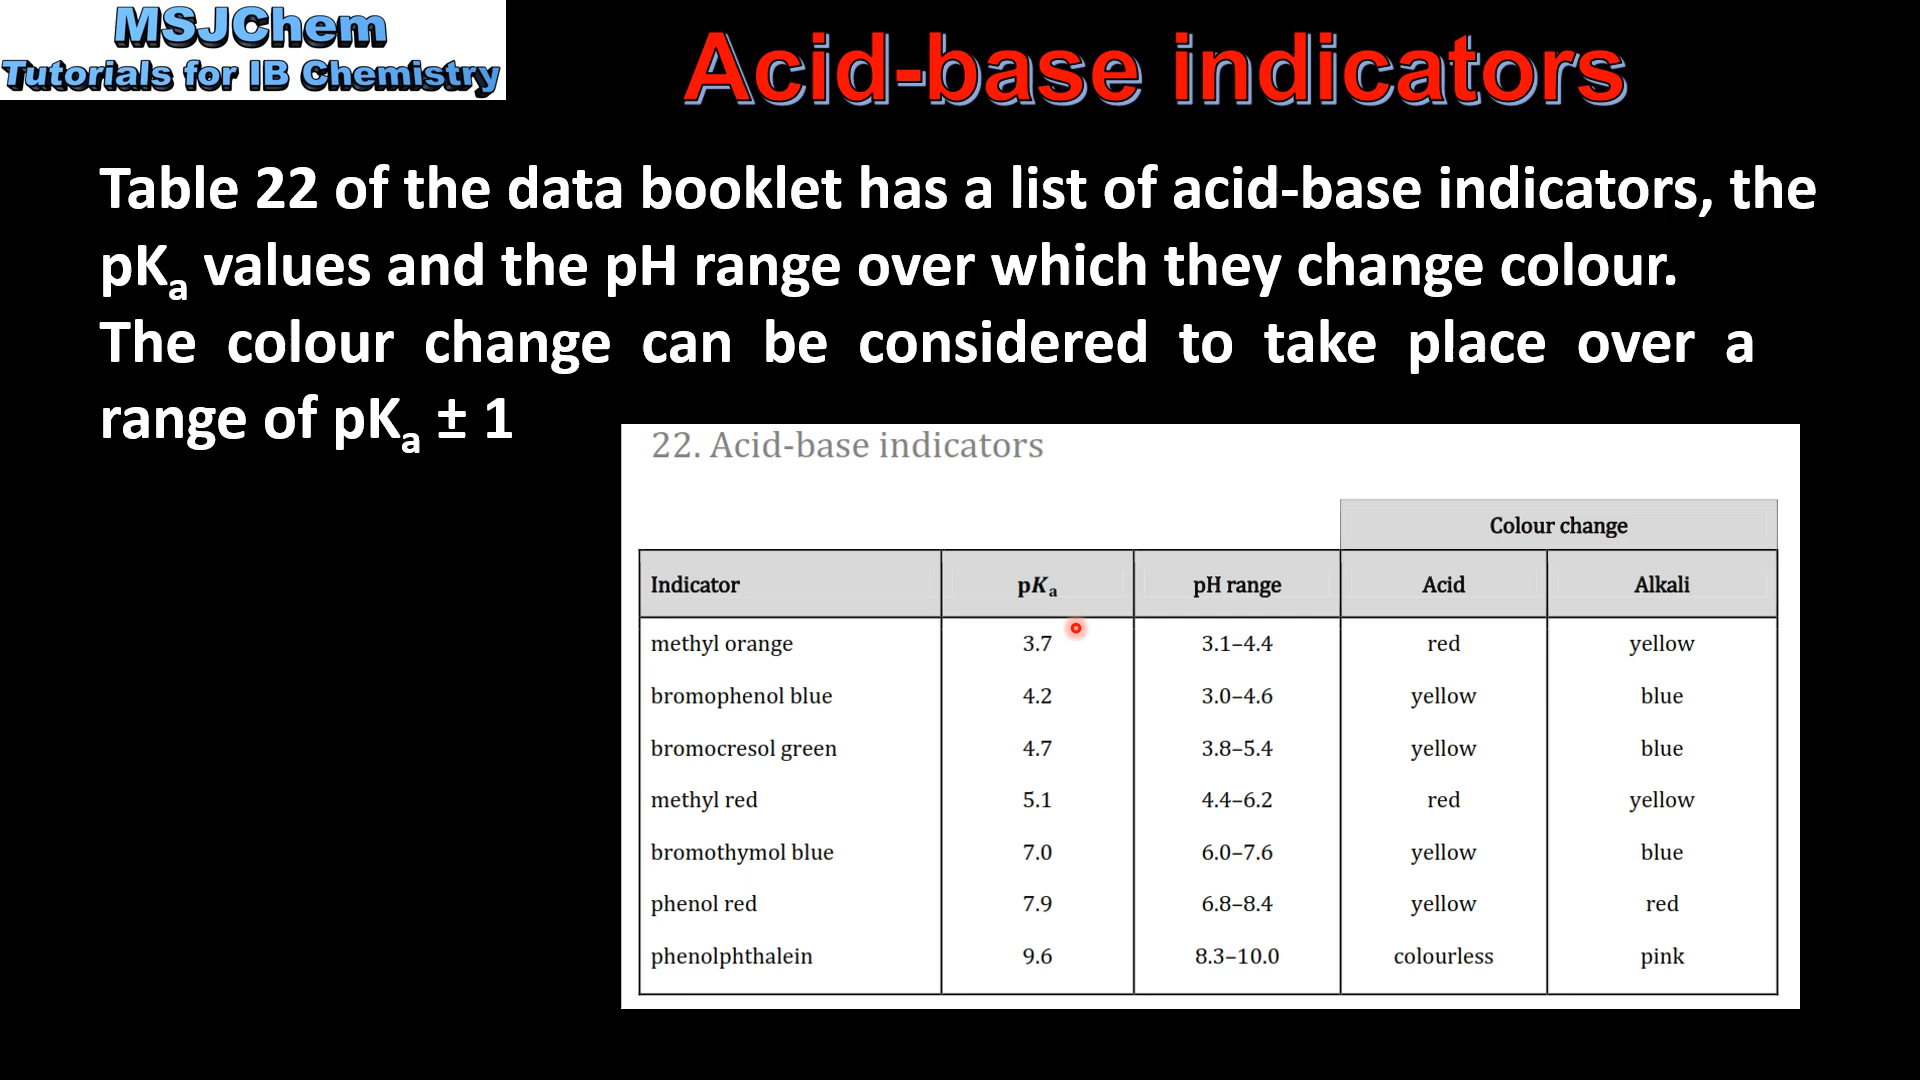 MSJChem
Tutorials for IB Chemistry
Acid-base indicators
Table 22 of the data booklet has a list of acid-base indicators, the
pKa values and the pH range over which they change colour.
The colour change can be considered to take place over a
range of pKa ± 1
22. Acid-base indicators
Colour change
Indicator pKa pH range Acid Alkali
methyl orange 3.7 3.1–4.4 red yellow
bromophenol blue 4.2 3.0–4.6 yellow blue
bromocresol green 4.7 3.8–5.4 yellow blue
methyl red 5.1 4.4–6.2 red yellow
bromothymol blue 7.0 6.0–7.6 yellow blue
phenol red 7.9 6.8–8.4 yellow red
phenolphthalein 9.6 8.3–10.0 colourless pink